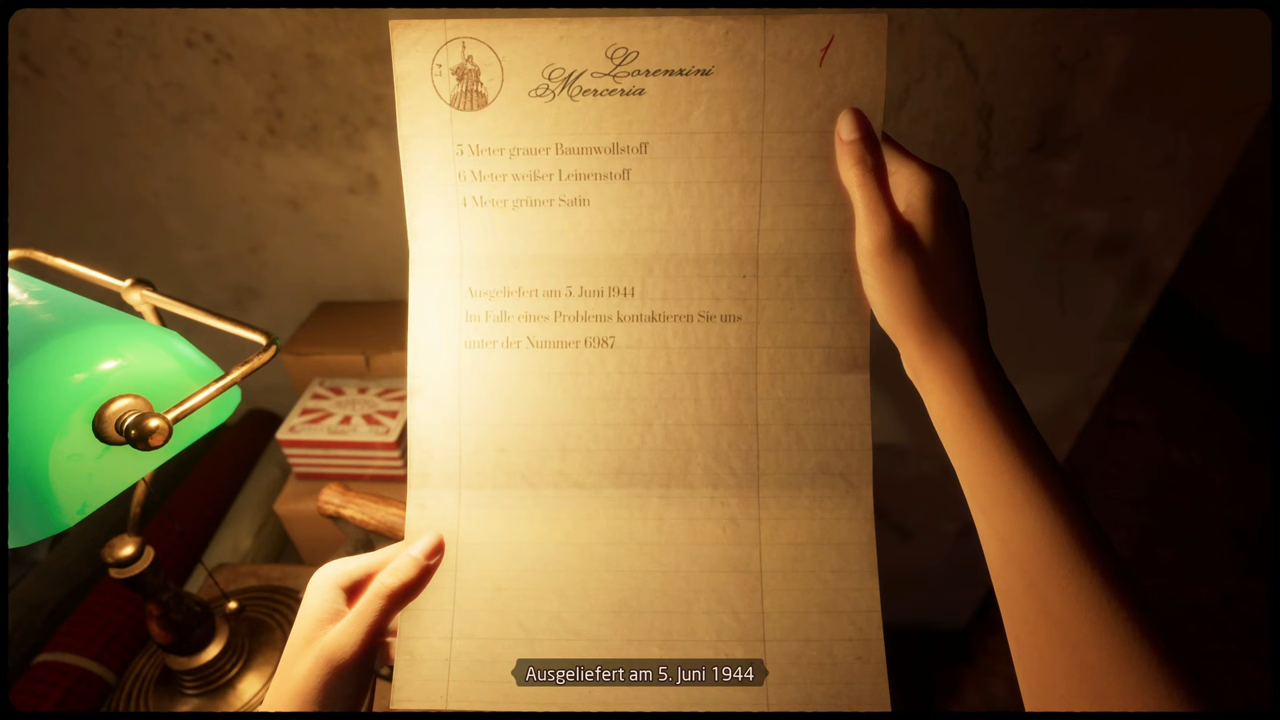 Lorenzini
Merceria
1
5 Meter grauer Baumwollstoff
6 Meter weißer Leinenstoff
4 Meter grüner Satin
Ausgeliefert am 5. Juni 1944
Im Falle eines Problems kontaktieren Sie uns
unter der Nummer 6987
Ausgeliefert am 5. Juni 1944